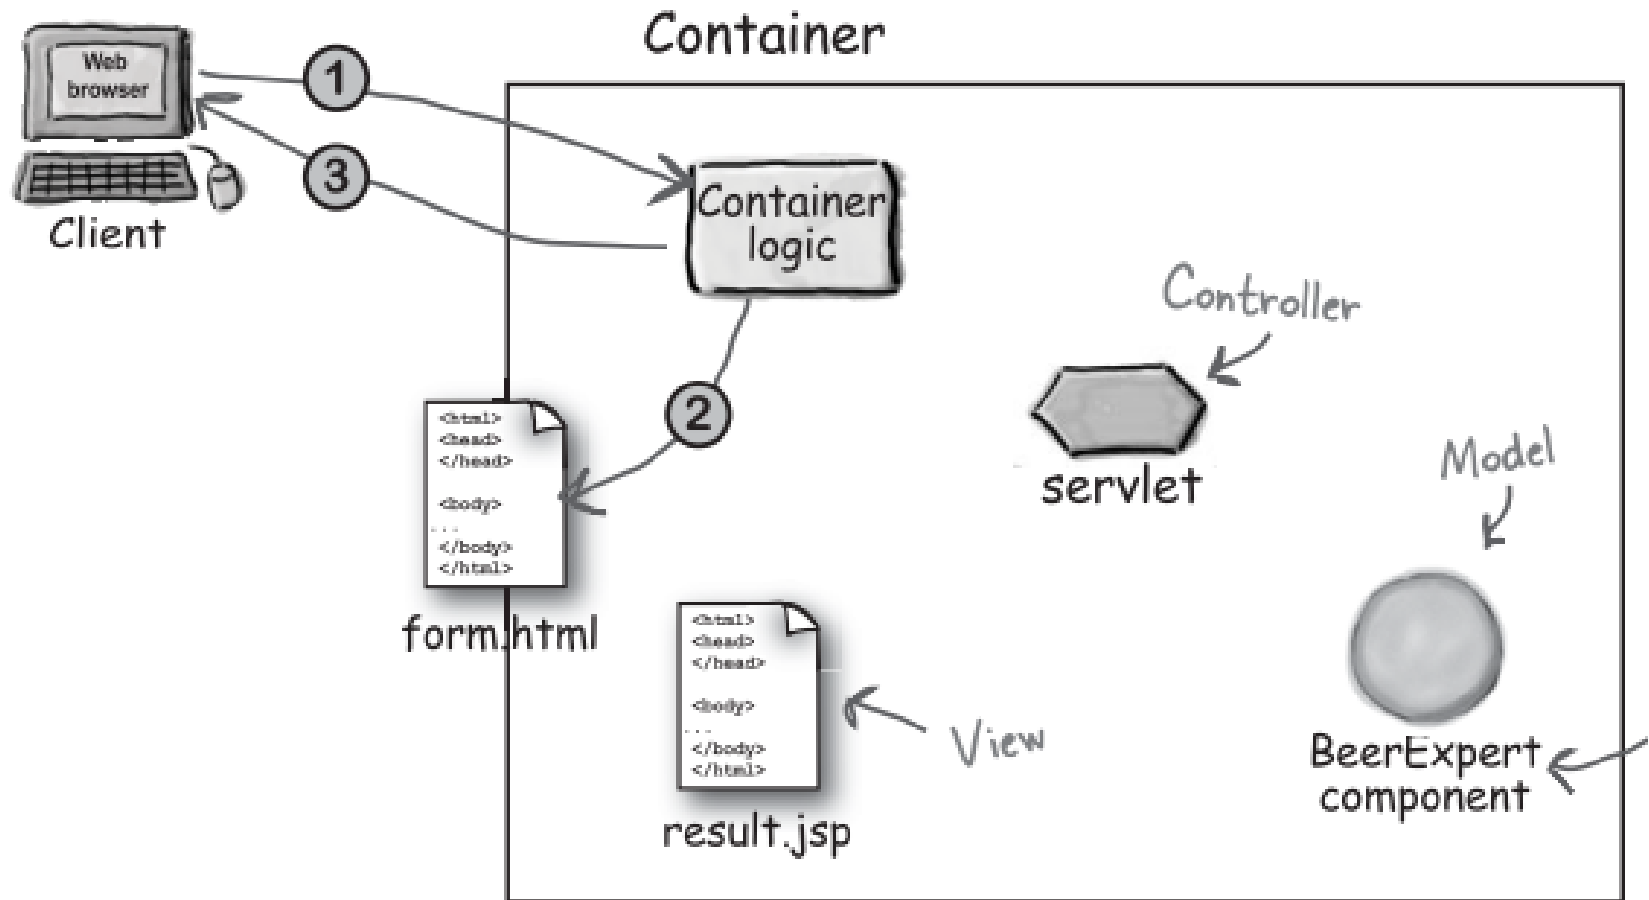 Container
Web
browser
1
3
Client
Container
logic
Controller
2
<html>
<head>
</head>
<body>
...
</body>
</html>
form.html
servlet
Model
<html>
<head>
</head>
<body>
...
</body>
</html>
result.jsp
View
BeerExpert
component